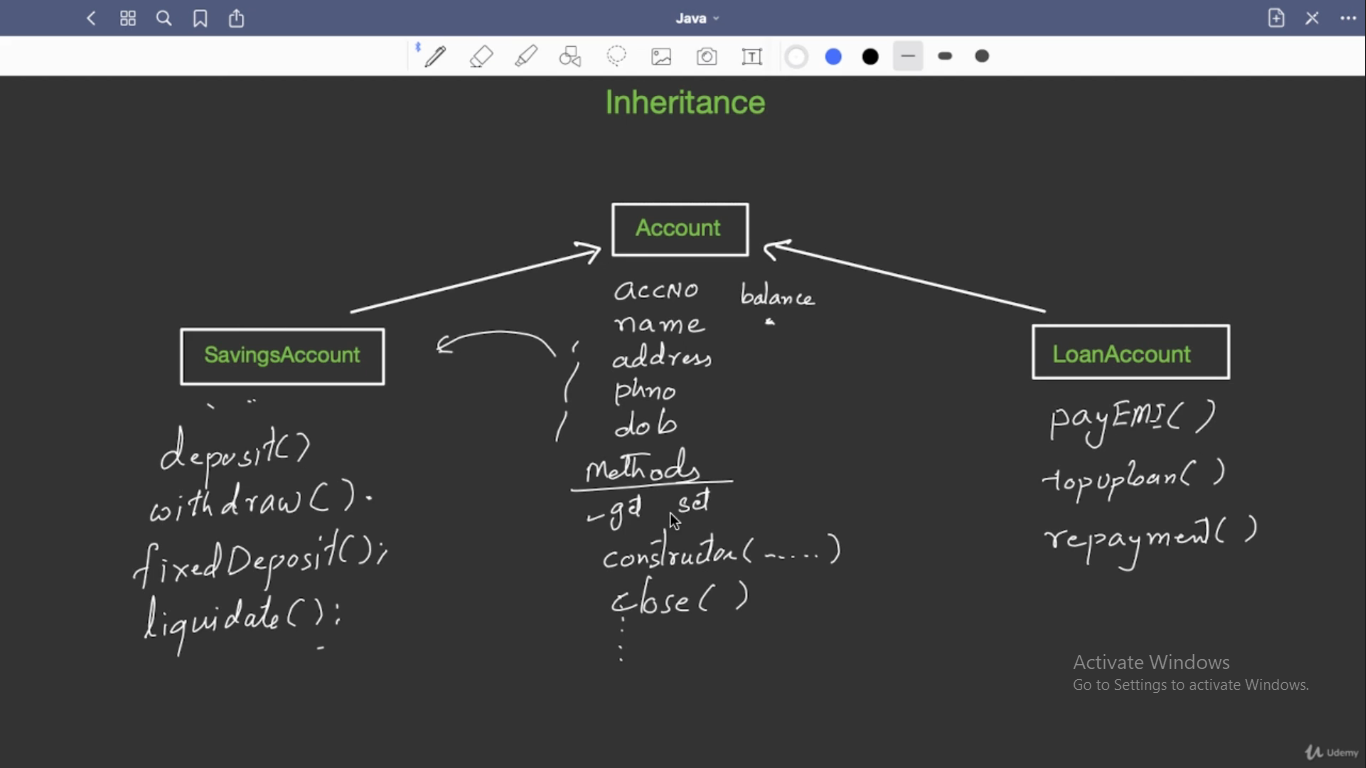 Java
Inheritance
Account
accNo balance
name
address
phno
dob
Methods
get set
constructor(.....)
close( )
SavingsAccount
deposit()
withdraw().
fixedDeposit();
liquidate();
LoanAccount
payEMI( )
topuploan( )
repayment( )
Activate Windows
Go to Settings to activate Windows.
Udemy